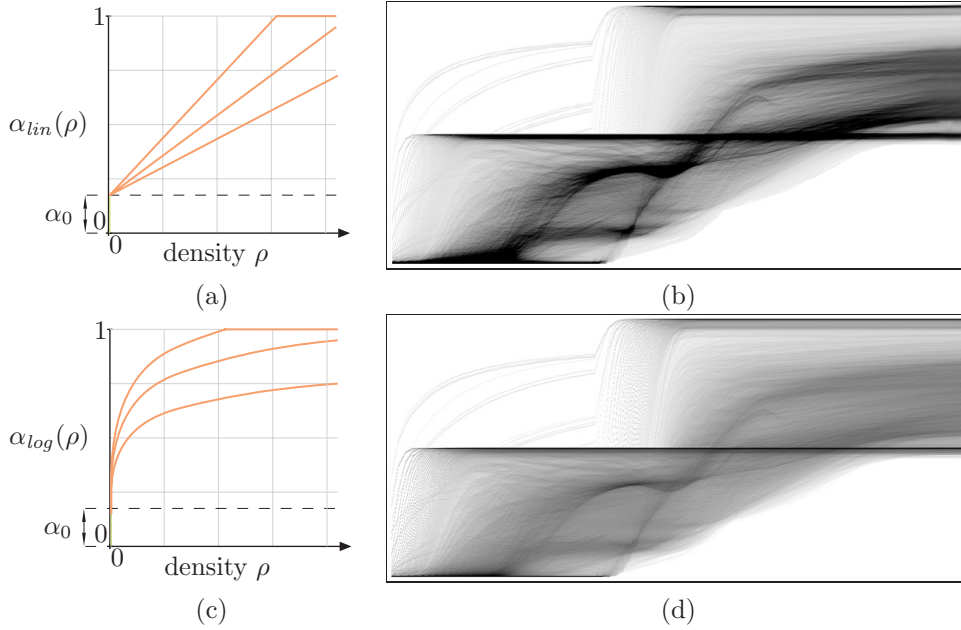 1
α_lin(ρ)
α_0
0
0
density ρ
(a)
(b)
1
α_log(ρ)
α_0
0
0
density ρ
(c)
(d)